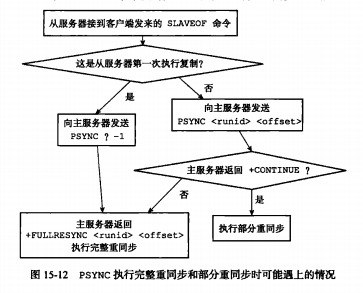 从服务器接到客户端发来的 SLAVEOF 命令
这是从服务器第一次执行复制?
是
否
向主服务器发送
PSYNC ? -1
向主服务器发送
PSYNC <runid> <offset>
主服务器返回 +CONTINUE ?
否
是
主服务器返回
+FULLRESYNC <runid> <offset>
执行完整重同步
执行部分重同步
图 15-12 PSYNC 执行完整重同步和部分重同步时可能遇上的情况